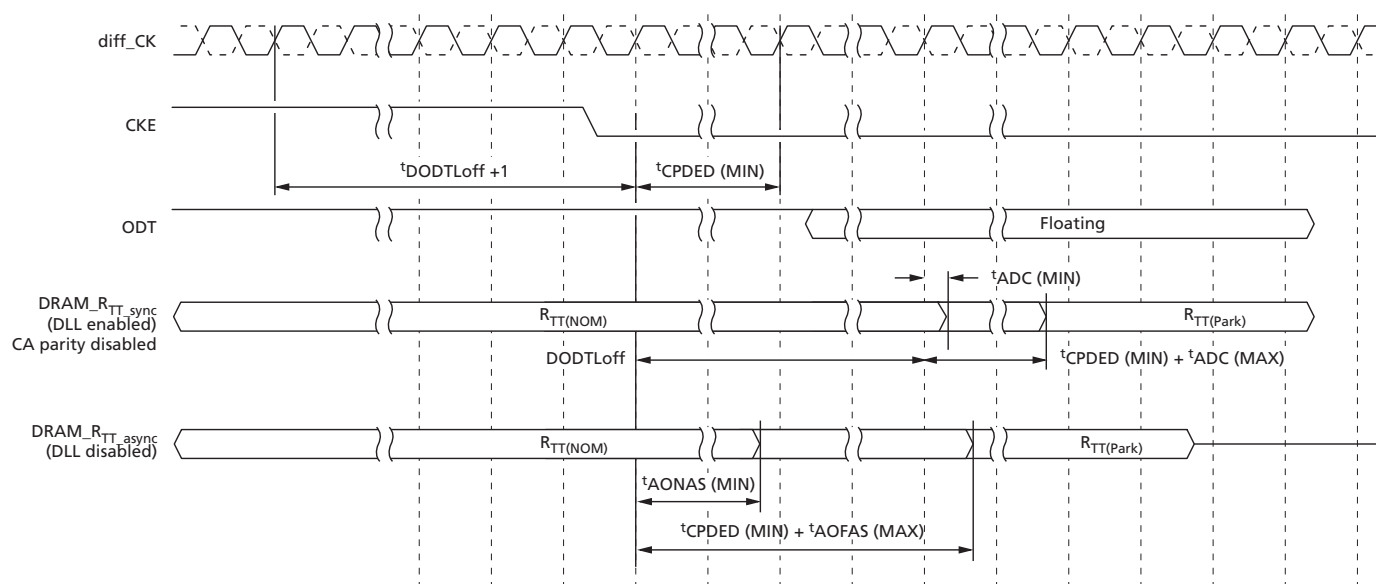 diff_CK
CKE
tDODTLoff +1
tCPDED (MIN)
ODT
Floating
tADC (MIN)
DRAM_RTT_sync
(DLL enabled)
CA parity disabled
RTT(NOM)
RTT(Park)
DODTLoff
tCPDED (MIN) + tADC (MAX)
DRAM_RTT_async
(DLL disabled)
RTT(NOM)
RTT(Park)
tAONAS (MIN)
tCPDED (MIN) + tAOFAS (MAX)